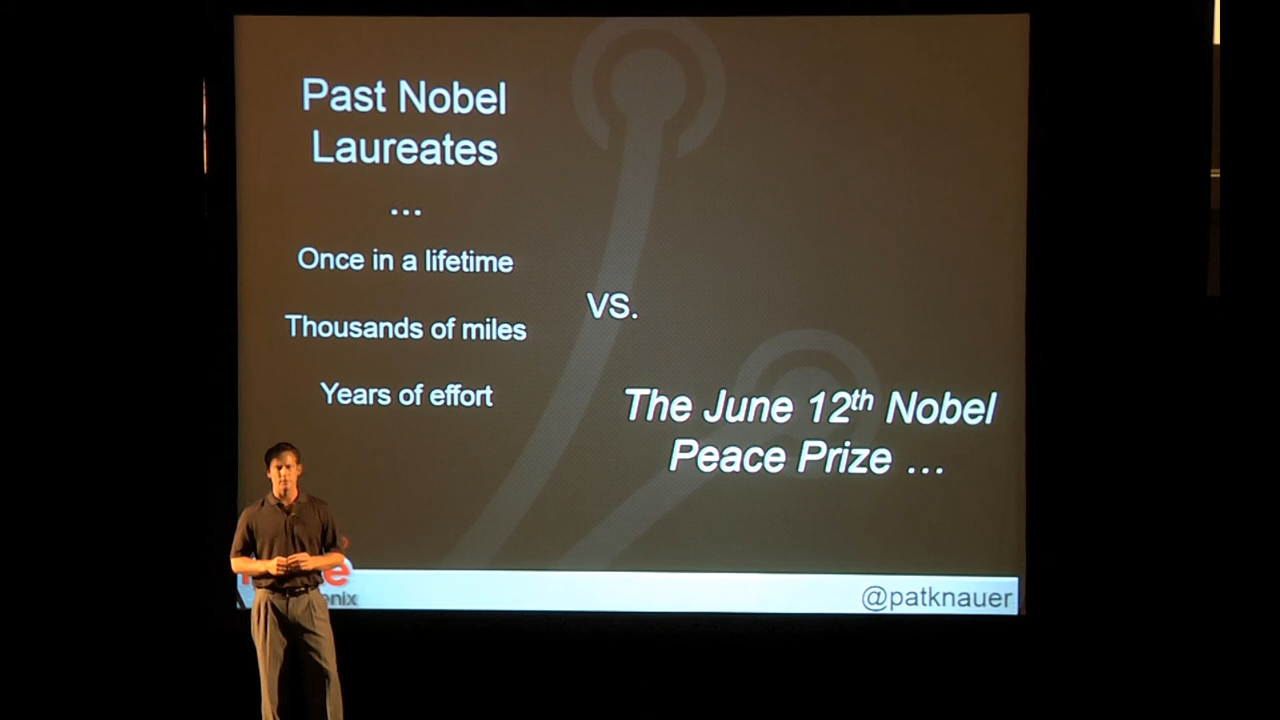 Past Nobel
Laureates
...
Once in a lifetime
Thousands of miles
Years of effort
vs.
The June 12th Nobel
Peace Prize ...
@patknauer